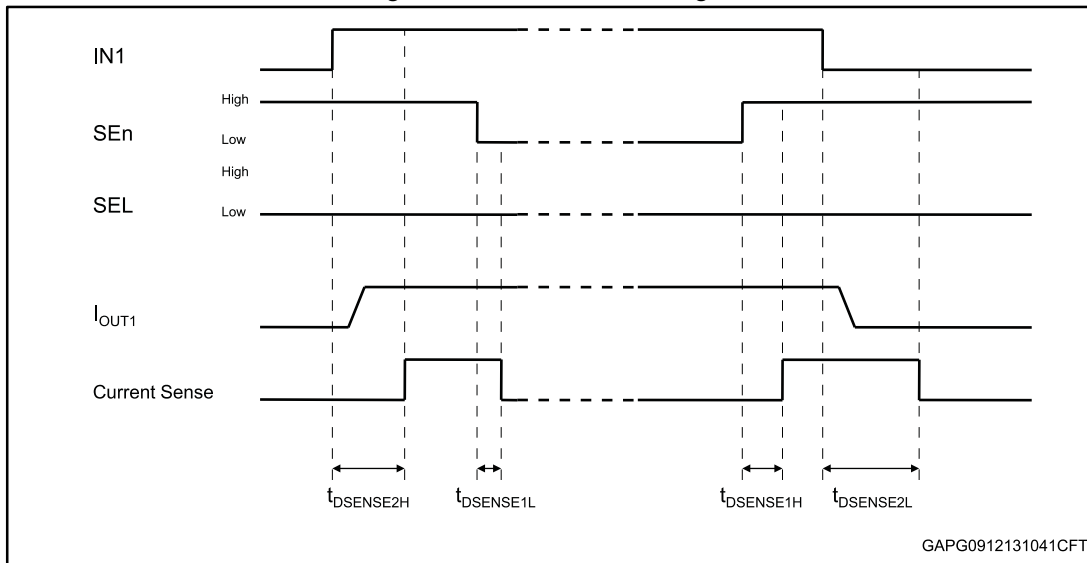 IN1
High
SEn
Low
High
SEL
Low
IOUT1
Current Sense
tDSENSE2H
tDSENSE1L
tDSENSE1H
tDSENSE2L
GAPG0912131041CFT